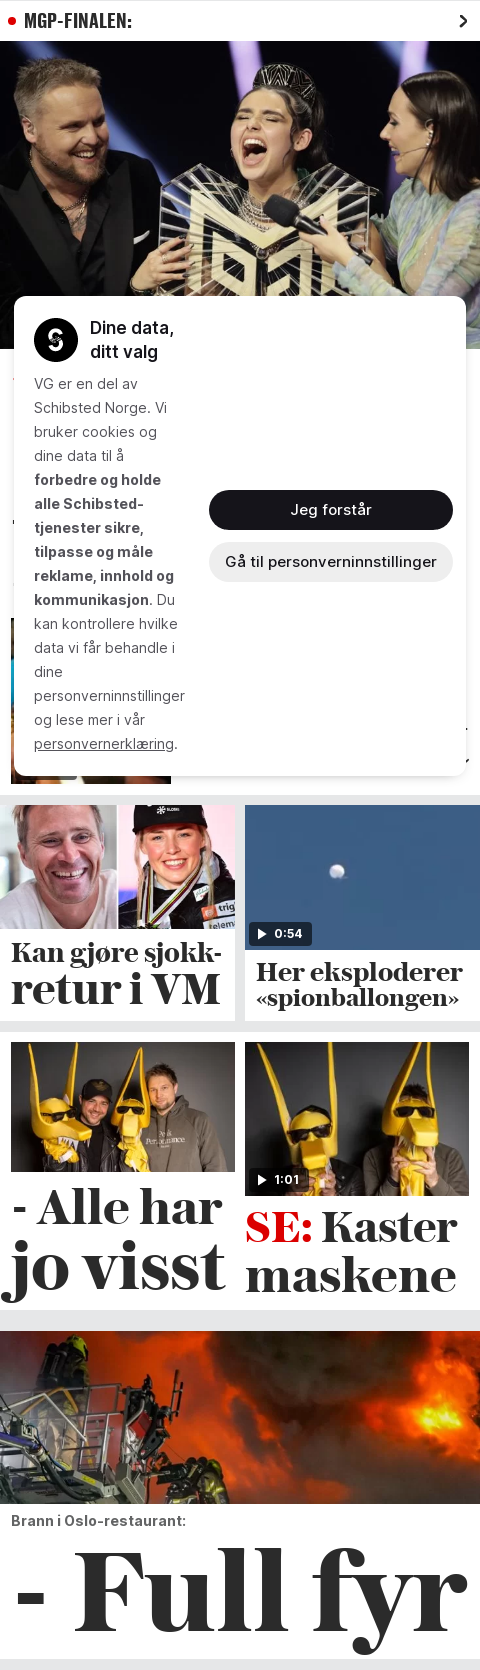 MGP-FINALEN:
Dine data,
ditt valg
VG er en del av
Schibsted Norge. Vi
bruker cookies og
dine data til å
forbedre og holde
alle Schibsted-
tjenester sikre,
tilpasse og måle
reklame, innhold og
kommunikasjon. Du
kan kontrollere hvilke
data vi får behandle i
dine
personverninnstillinger
og lese mer i vår
personvernerklæring.
Jeg forstår
Gå til personverninnstillinger
Kan gjøre sjokk-
retur i VM
0:54
Her eksploderer
«spionballongen»
- Alle har
jo visst
1:01
SE: Kaster
maskene
Brann i Oslo-restaurant:
- Full fyr